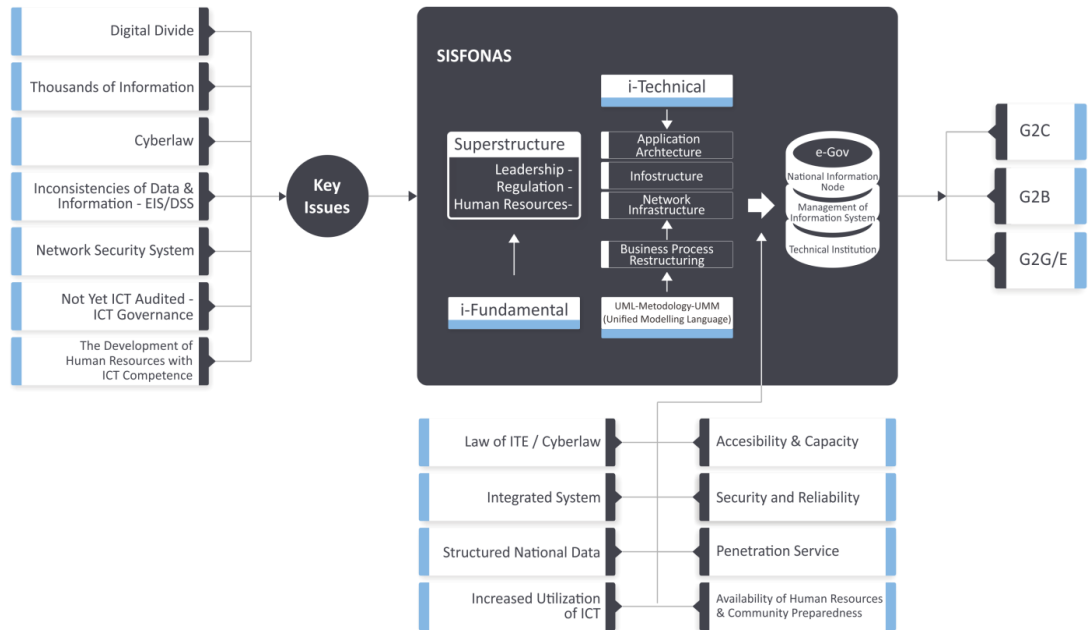 Digital Divide
Thousands of Information
Cyberlaw
Inconsistencies of Data &
Information - EIS/DSS
Network Security System
Not Yet ICT Audited -
ICT Governance
The Development of
Human Resources with
ICT Competence
Key
Issues
SISFONAS
Superstructure
Leadership -
Regulation -
Human Resources-
i-Fundamental
i-Technical
Application
Archtecture
Infostructure
Network
Infrastructure
Business Process
Restructuring
UML-Metodology-UMM
(Unified Modelling Language)
e-Gov
National Information
Node
Management of
Information System
Technical Institution
G2C
G2B
G2G/E
Law of ITE / Cyberlaw
Integrated System
Structured National Data
Increased Utilization
of ICT
Accesibility & Capacity
Security and Reliability
Penetration Service
Availability of Human Resources
& Community Preparedness